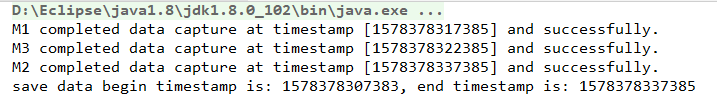 D:\Eclipse\java1.8\jdk1.8.0_102\bin\java.exe ...
M1 completed data capture at timestamp [1578378317385] and successfully.
M3 completed data capture at timestamp [1578378322385] and successfully.
M2 completed data capture at timestamp [1578378337385] and successfully.
save data begin timestamp is: 1578378307383, end timestamp is: 1578378337385